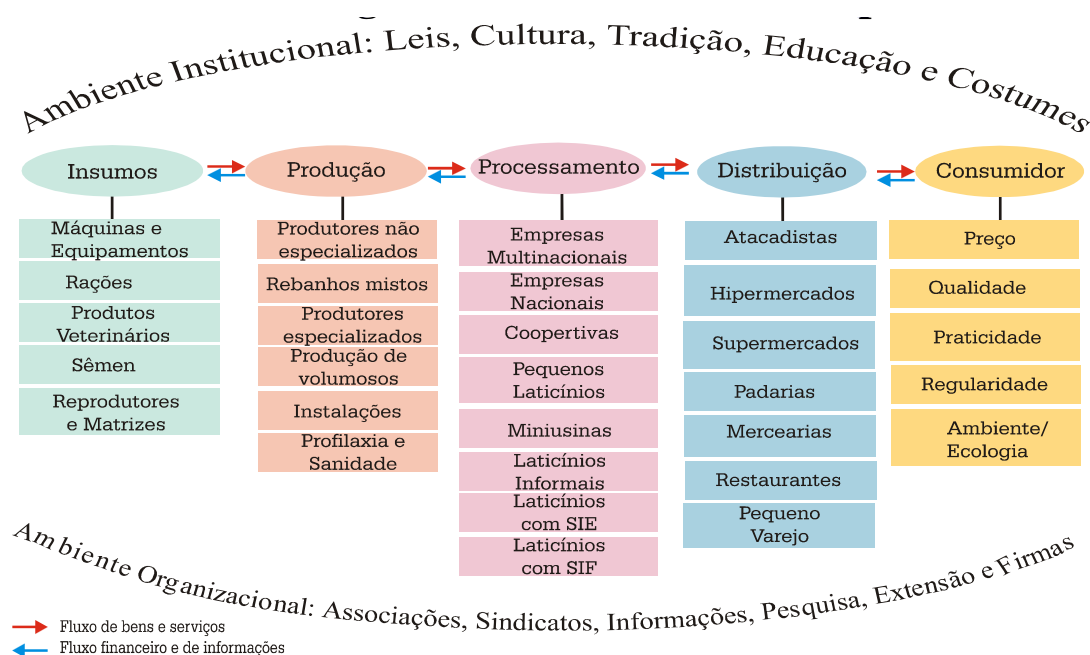 Ambiente Institucional: Leis, Cultura, Tradição, Educação e Costumes
Insumos
Máquinas e
Equipamentos
Rações
Produtos
Veterinários
Sêmen
Reprodutores
e Matrizes
Produção
Produtores não
especializados
Rebanhos mistos
Produtores
especializados
Produção de
volumosos
Instalações
Profilaxia e
Sanidade
Processamento
Empresas
Multinacionais
Empresas
Nacionais
Coopertivas
Pequenos
Laticínios
Miniusinas
Laticínios
Informais
Laticínios
com SIE
Laticínios
com SIF
Distribuição
Atacadistas
Hipermercados
Supermercados
Padarias
Mercearias
Restaurantes
Pequeno
Varejo
Consumidor
Preço
Qualidade
Praticidade
Regularidade
Ambiente/
Ecologia
Ambiente Organizacional: Associações, Sindicatos, Informações, Pesquisa, Extensão e Firmas
Fluxo de bens e serviços
Fluxo financeiro e de informações